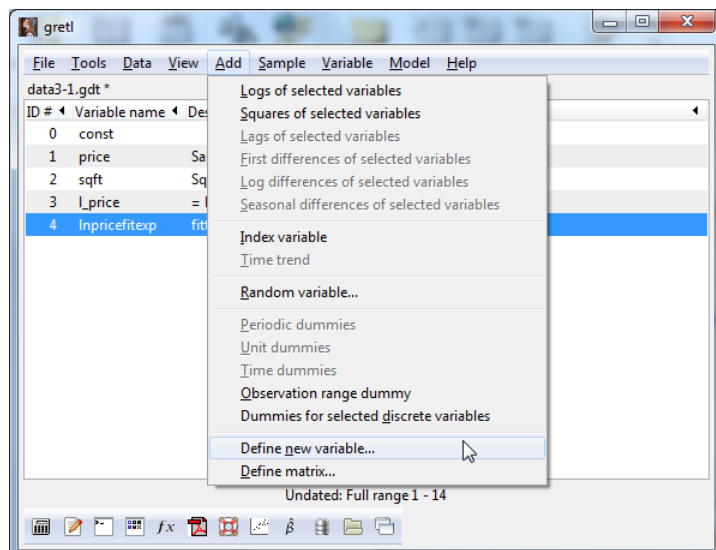 gretl
File Tools Data View Add Sample Variable Model Help
data3-1.gdt *
ID # Variable name
0 const
1 price
2 sqft
3 l_price
4 lnpricefitexp
Logs of selected variables
Squares of selected variables
Lags of selected variables
First differences of selected variables
Log differences of selected variables
Seasonal differences of selected variables
Index variable
Time trend
Random variable...
Periodic dummies
Unit dummies
Time dummies
Observation range dummy
Dummies for selected discrete variables
Define new variable...
Define matrix...
Undated: Full range 1 - 14
fx β̂